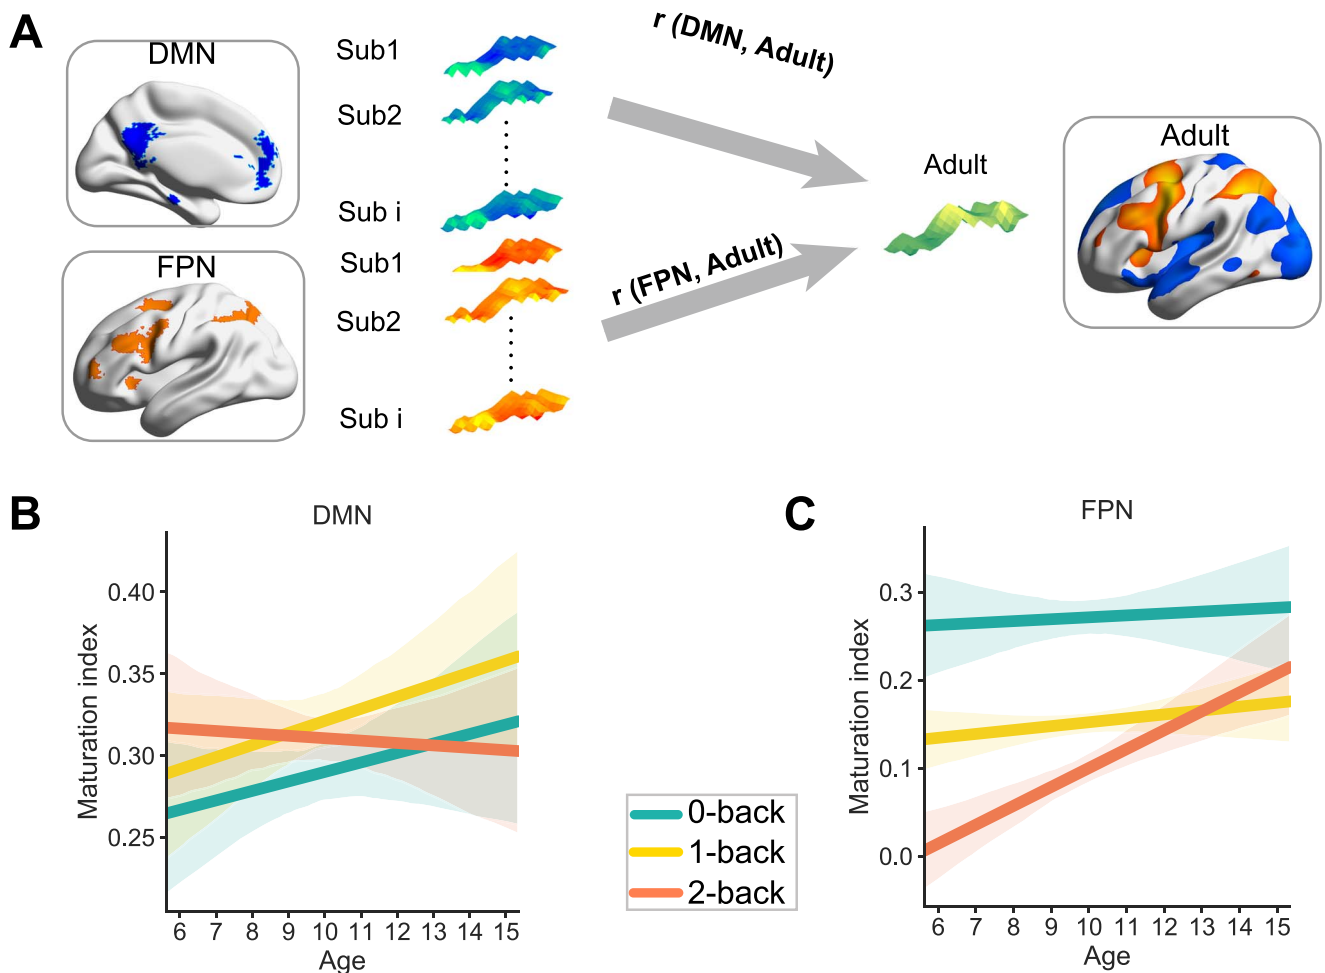 A
DMN
Sub1
Sub2
Sub i
FPN
Sub1
Sub2
Sub i
r (DMN, Adult)
r (FPN, Adult)
Adult
Adult
B
DMN
Maturation index
0.40
0.35
0.30
0.25
6 7 8 9 10 11 12 13 14 15
Age
0-back
1-back
2-back
C
FPN
Maturation index
0.3
0.2
0.1
0.0
6 7 8 9 10 11 12 13 14 15
Age